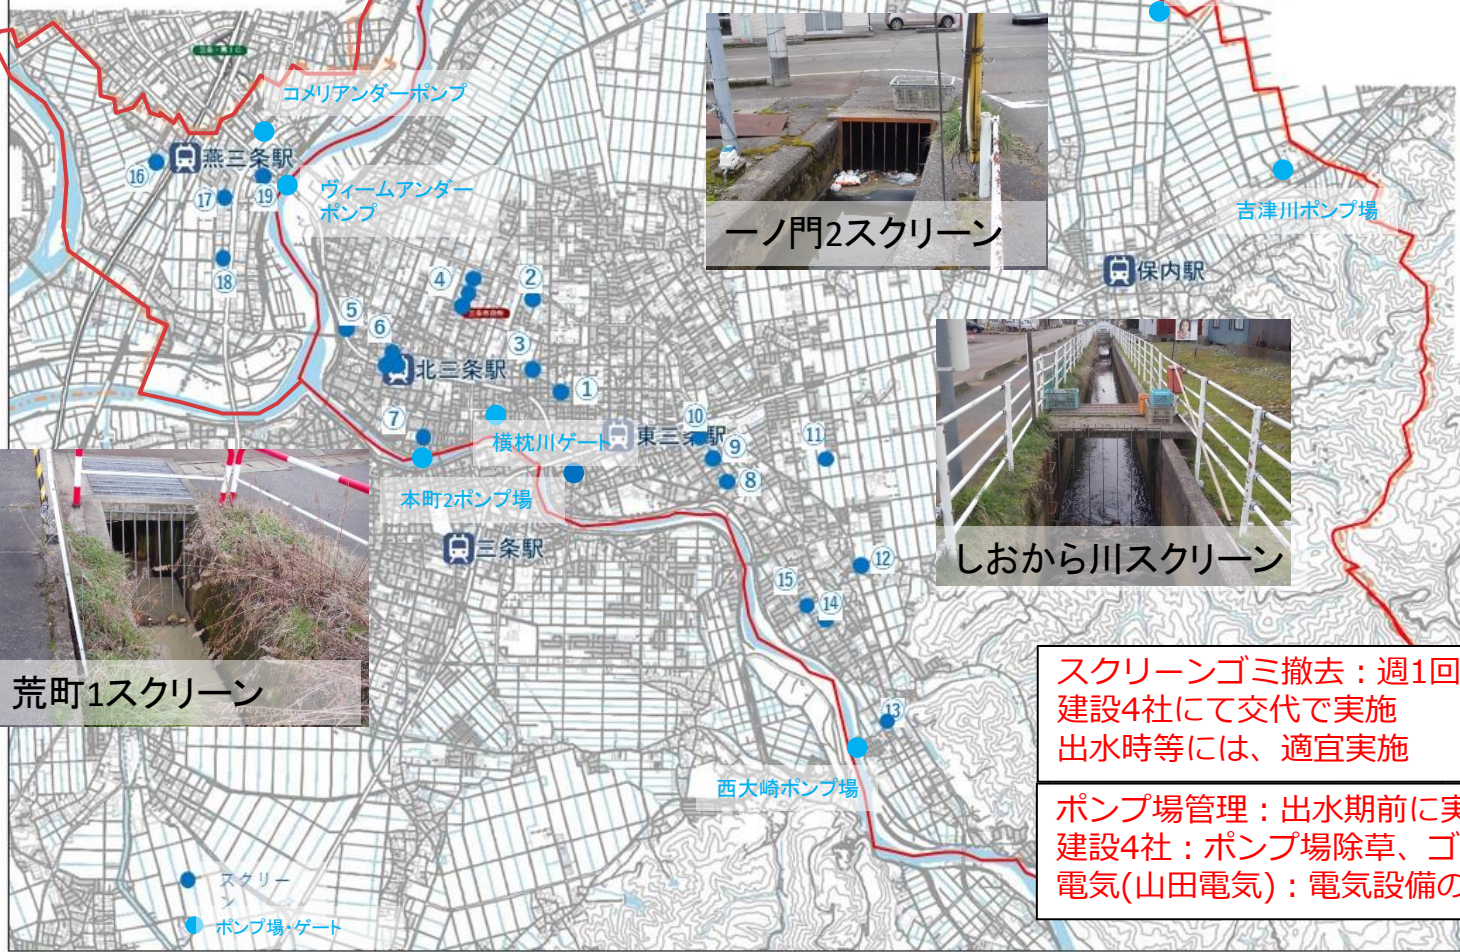 コメリアンダーポンプ
燕三条駅
16
17
19
18
ヴィームアンダー
ポンプ
一ノ門2スクリーン
吉津川ポンプ場
保内駅
4
2
5
6
3
北三条駅
1
7
横枕川ゲート
東三条駅
10
9
8
11
本町2ポンプ場
三条駅
しおから川スクリーン
12
15
14
荒町1スクリーン
13
西大崎ポンプ場
スクリーンゴミ撤去：週1回
建設4社にて交代で実施
出水時等には、適宜実施
ポンプ場管理：出水期前に実
建設4社：ポンプ場除草、ゴ
電気(山田電気)：電気設備の
スクリー
ン
ポンプ場・ゲート